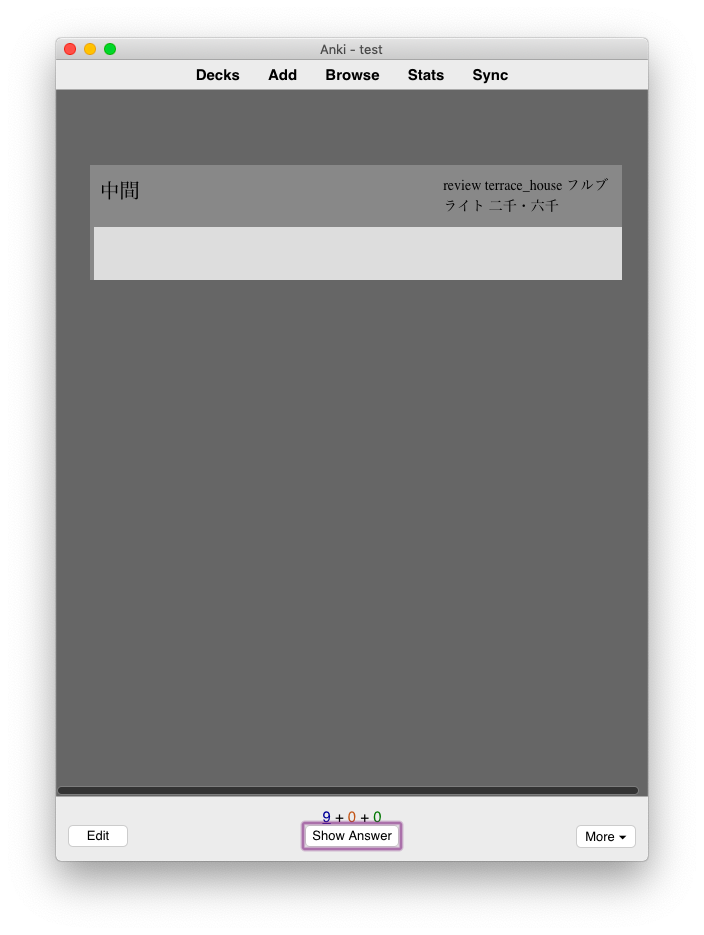 Anki - test
Decks Add Browse Stats Sync
中間
review terrace_house フルブ
ライト 二千・六千
9 + 0 + 0
Edit Show Answer More